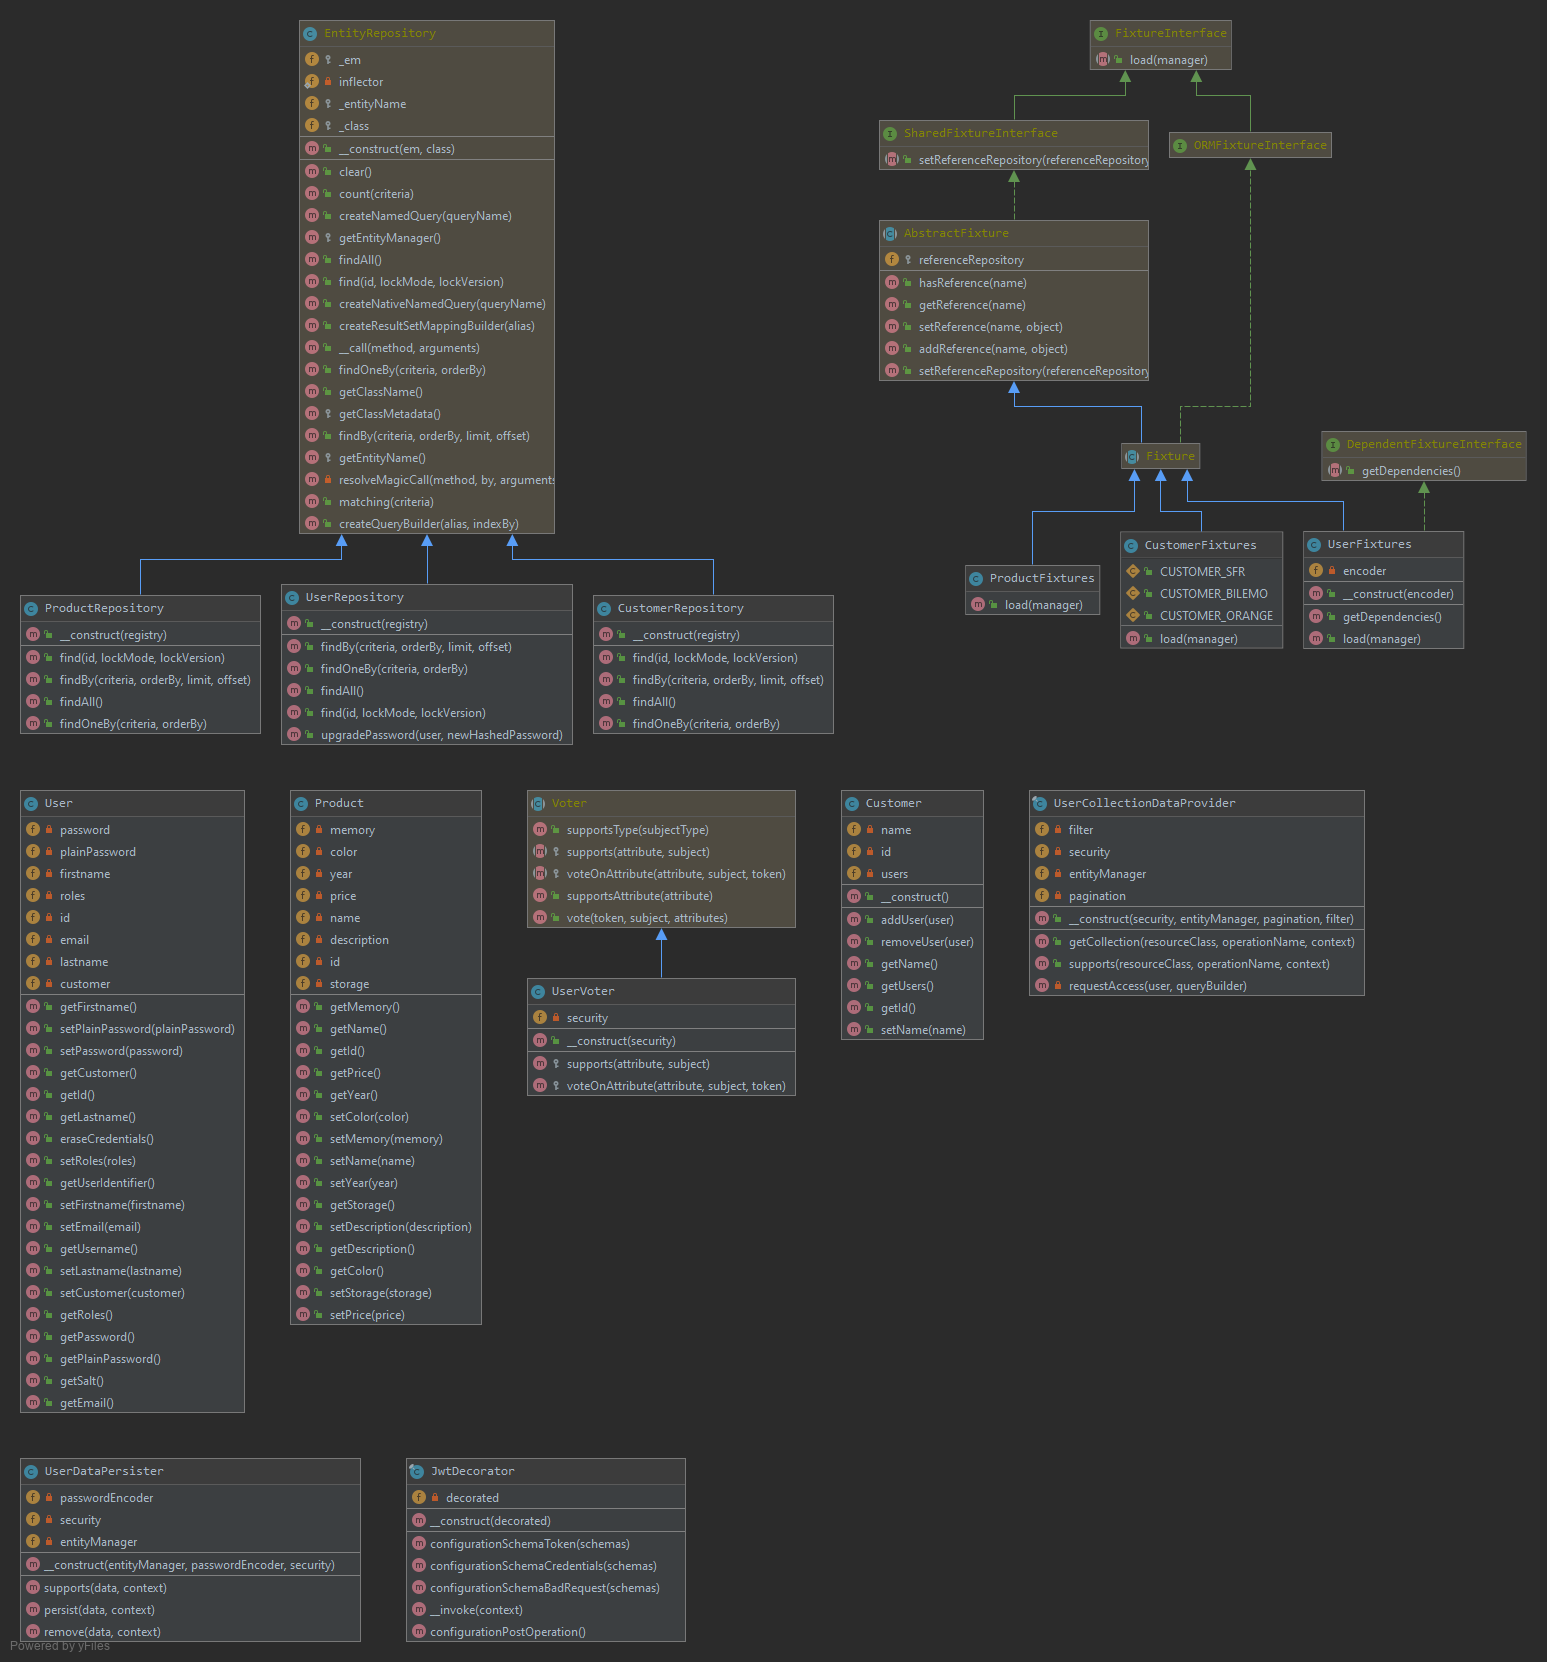 EntityRepository
_em
inflector
_entityName
_class
__construct(em, class)
clear()
count(criteria)
createNamedQuery(queryName)
getEntityManager()
findAll()
find(id, lockMode, lockVersion)
createNativeNamedQuery(queryName)
createResultSetMappingBuilder(alias)
__call(method, arguments)
findOneBy(criteria, orderBy)
getClassName()
getClassMetadata()
findBy(criteria, orderBy, limit, offset)
getEntityName()
resolveMagicCall(method, by, arguments
matching(criteria)
createQueryBuilder(alias, indexBy)
FixtureInterface
load(manager)
SharedFixtureInterface
setReferenceRepository(referenceRepository
ORMFixtureInterface
AbstractFixture
referenceRepository
hasReference(name)
getReference(name)
setReference(name, object)
addReference(name, object)
setReferenceRepository(referenceRepository
Fixture
DependentFixtureInterface
getDependencies()
ProductFixtures
load(manager)
CustomerFixtures
CUSTOMER_SFR
CUSTOMER_BILEMO
CUSTOMER_ORANGE
load(manager)
UserFixtures
encoder
__construct(encoder)
getDependencies()
load(manager)
ProductRepository
__construct(registry)
find(id, lockMode, lockVersion)
findBy(criteria, orderBy, limit, offset)
findAll()
findOneBy(criteria, orderBy)
UserRepository
__construct(registry)
findBy(criteria, orderBy, limit, offset)
findOneBy(criteria, orderBy)
findAll()
find(id, lockMode, lockVersion)
upgradePassword(user, newHashedPassword)
CustomerRepository
__construct(registry)
find(id, lockMode, lockVersion)
findBy(criteria, orderBy, limit, offset)
findAll()
findOneBy(criteria, orderBy)
User
password
plainPassword
firstname
roles
id
email
lastname
customer
getFirstname()
setPlainPassword(plainPassword)
setPassword(password)
getCustomer()
getId()
getLastname()
eraseCredentials()
setRoles(roles)
getUserIdentifier()
setFirstname(firstname)
setEmail(email)
getUsername()
setLastname(lastname)
setCustomer(customer)
getRoles()
getPassword()
getPlainPassword()
getSalt()
getEmail()
Product
memory
color
year
price
name
description
id
storage
getMemory()
getName()
getId()
getPrice()
getYear()
setColor(color)
setMemory(memory)
setName(name)
setYear(year)
getStorage()
setDescription(description)
getDescription()
getColor()
setStorage(storage)
setPrice(price)
Voter
supportsType(subjectType)
supports(attribute, subject)
voteOnAttribute(attribute, subject, token)
supportsAttribute(attribute)
vote(token, subject, attributes)
UserVoter
security
__construct(security)
supports(attribute, subject)
voteOnAttribute(attribute, subject, token)
Customer
name
id
users
__construct()
addUser(user)
removeUser(user)
getName()
getUsers()
getId()
setName(name)
UserCollectionDataProvider
filter
security
entityManager
pagination
__construct(security, entityManager, pagination, filter)
getCollection(resourceClass, operationName, context)
supports(resourceClass, operationName, context)
requestAccess(user, queryBuilder)
UserDataPersister
passwordEncoder
security
entityManager
__construct(entityManager, passwordEncoder, security)
supports(data, context)
persist(data, context)
remove(data, context)
JwtDecorator
decorated
__construct(decorated)
configurationSchemaToken(schemas)
configurationSchemaCredentials(schemas)
configurationSchemaBadRequest(schemas)
__invoke(context)
configurationPostOperation()
Powered by yFiles